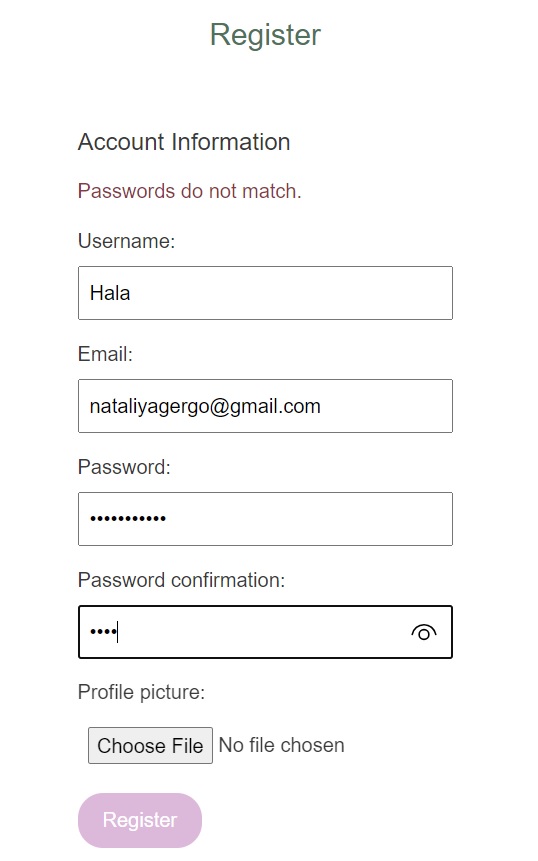 Register
Account Information
Passwords do not match.
Username:
Hala
Email:
nataliyagergo@gmail.com
Password:
•••••••••••
Password confirmation:
••••
Profile picture:
Choose File No file chosen
Register